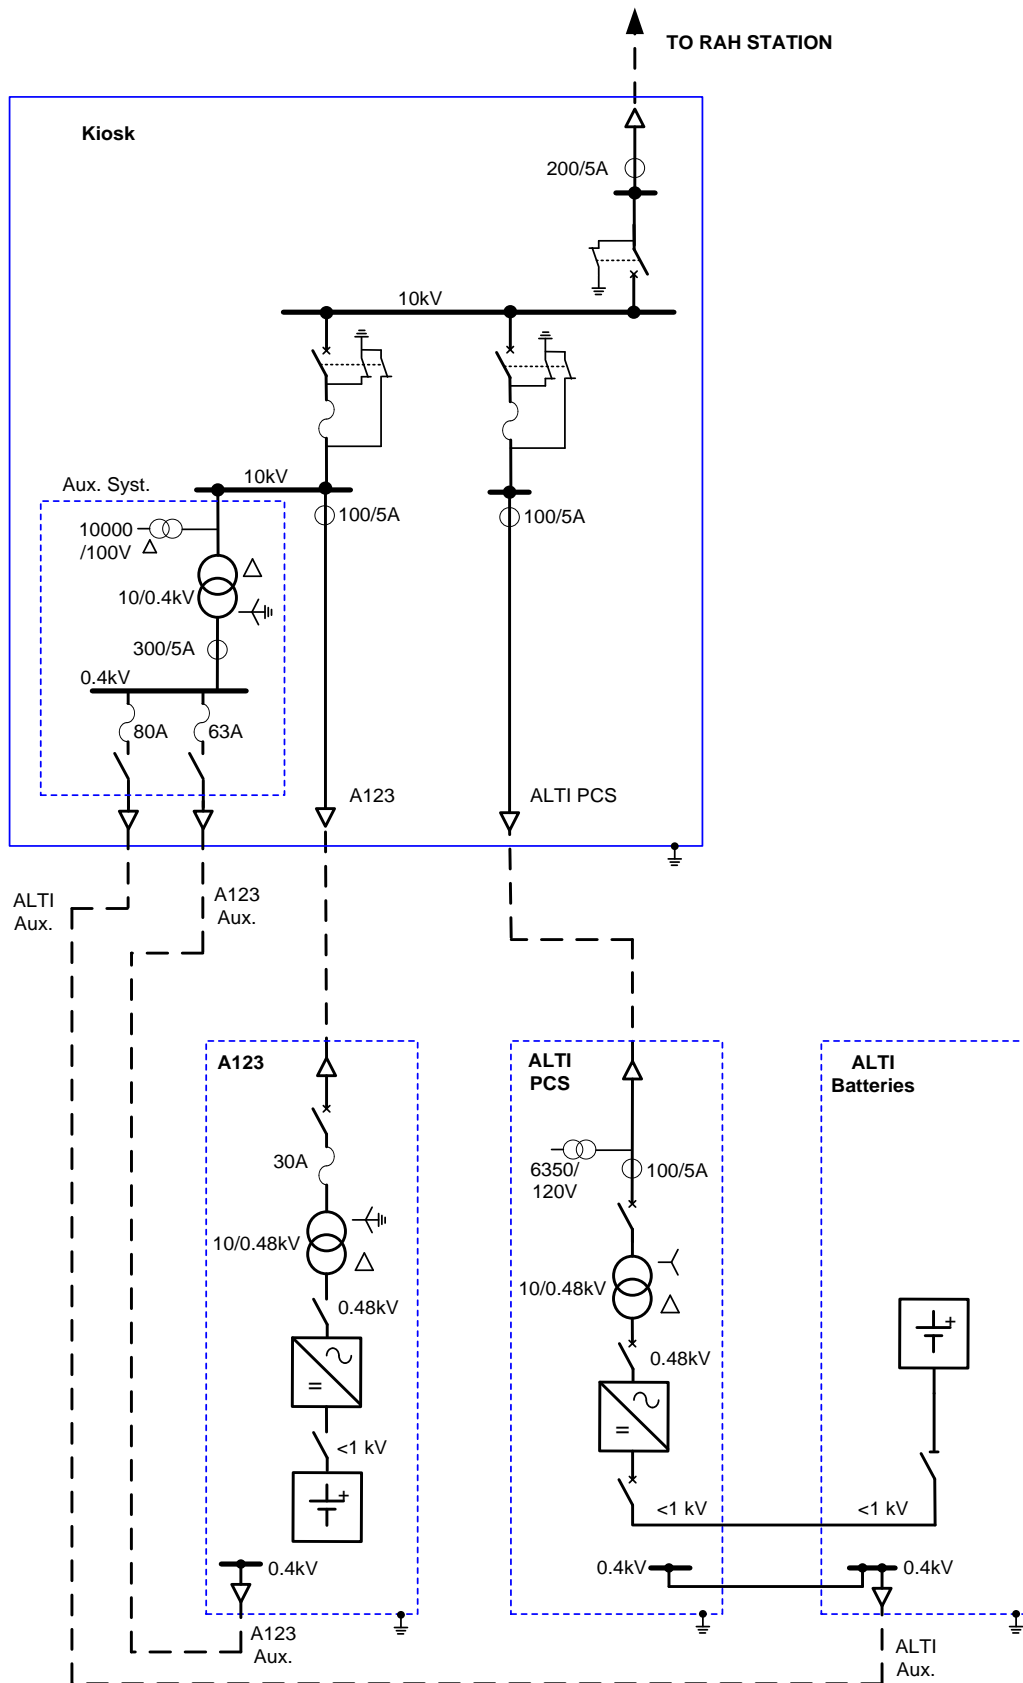 TO RAH STATION
Kiosk
200/5A
10kV
10kV
Aux. Syst.
100/5A
100/5A
10000
/100V
10/0.4kV
300/5A
0.4kV
80A
63A
A123
ALTI PCS
ALTI
Aux.
A123
Aux.
A123
ALTI
PCS
ALTI
Batteries
30A
6350/
120V
100/5A
10/0.48kV
10/0.48kV
0.48kV
0.48kV
+
=
=
<1 kV
+
<1 kV
<1 kV
0.4kV
0.4kV
0.4kV
A123
Aux.
ALTI
Aux.